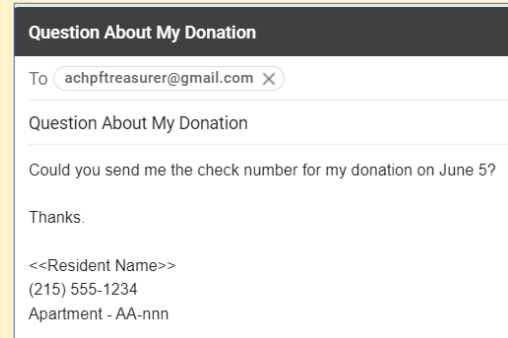 Question About My Donation
To achpftreasurer@gmail.com
Question About My Donation
Could you send me the check number for my donation on June 5?
Thanks.
<<Resident Name>>
(215) 555-1234
Apartment - AA-nnn